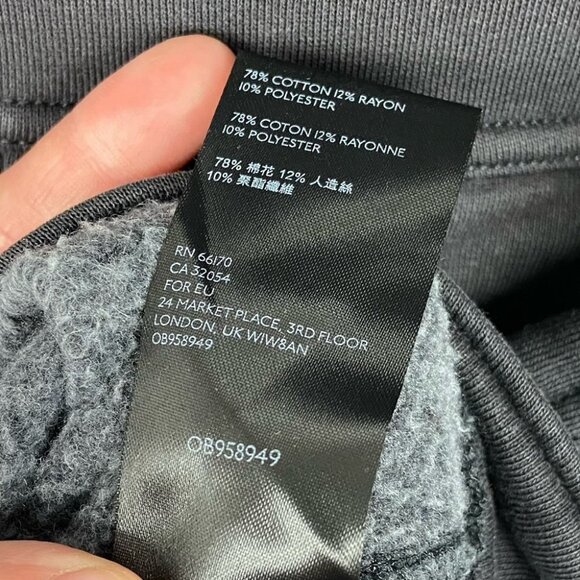 78% COTTON 12% RAYON
10% POLYESTER
78% COTON 12% RAYONNE
10% POLYESTER
78% 棉花 12% 人造絲
10% 聚酯纖維
RN 66170
CA 32054
FOR EU
24 MARKET PLACE, 3RD FLOOR
LONDON, UK W1W8AN
OB958949
OB958949